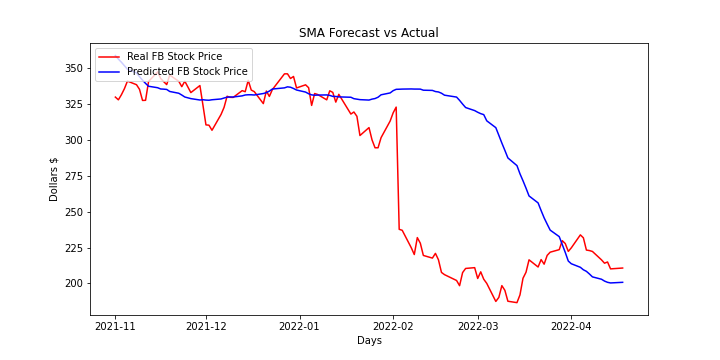 SMA Forecast vs Actual
Real FB Stock Price
Predicted FB Stock Price
Dollars $
350
325
300
275
250
225
200
2021-11 2021-12 2022-01 2022-02 2022-03 2022-04
Days